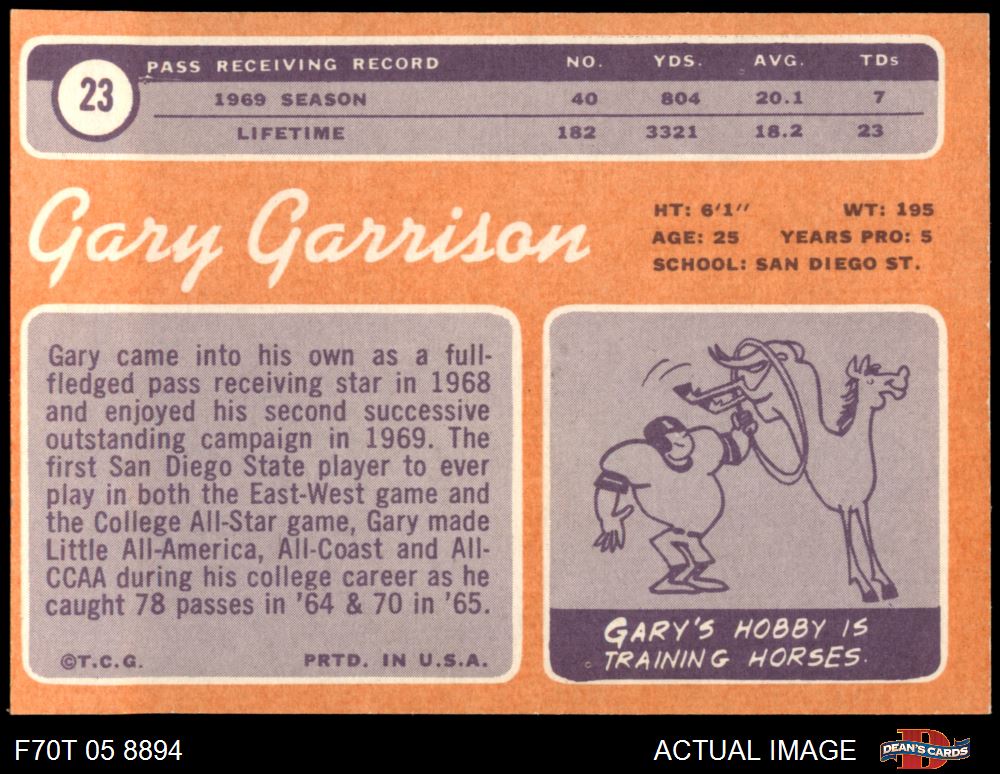 PASS RECEIVING RECORD NO. YDS. AVG. TDs
23
1969 SEASON 40 804 20.1 7
LIFETIME 182 3321 18.2 23
Gary Garrison
HT: 6'1" WT: 195
AGE: 25 YEARS PRO: 5
SCHOOL: SAN DIEGO ST.
Gary came into his own as a full-
fledged pass receiving star in 1968
and enjoyed his second successive
outstanding campaign in 1969. The
first San Diego State player to ever
play in both the East-West game and
the College All-Star game, Gary made
Little All-America, All-Coast and All-
CCAA during his college career as he
caught 78 passes in '64 & 70 in '65.
©T.C.G. PRTD. IN U.S.A.
GARY'S HOBBY IS
TRAINING HORSES.
F70T 05 8894 ACTUAL IMAGE DEAN'S CARDS